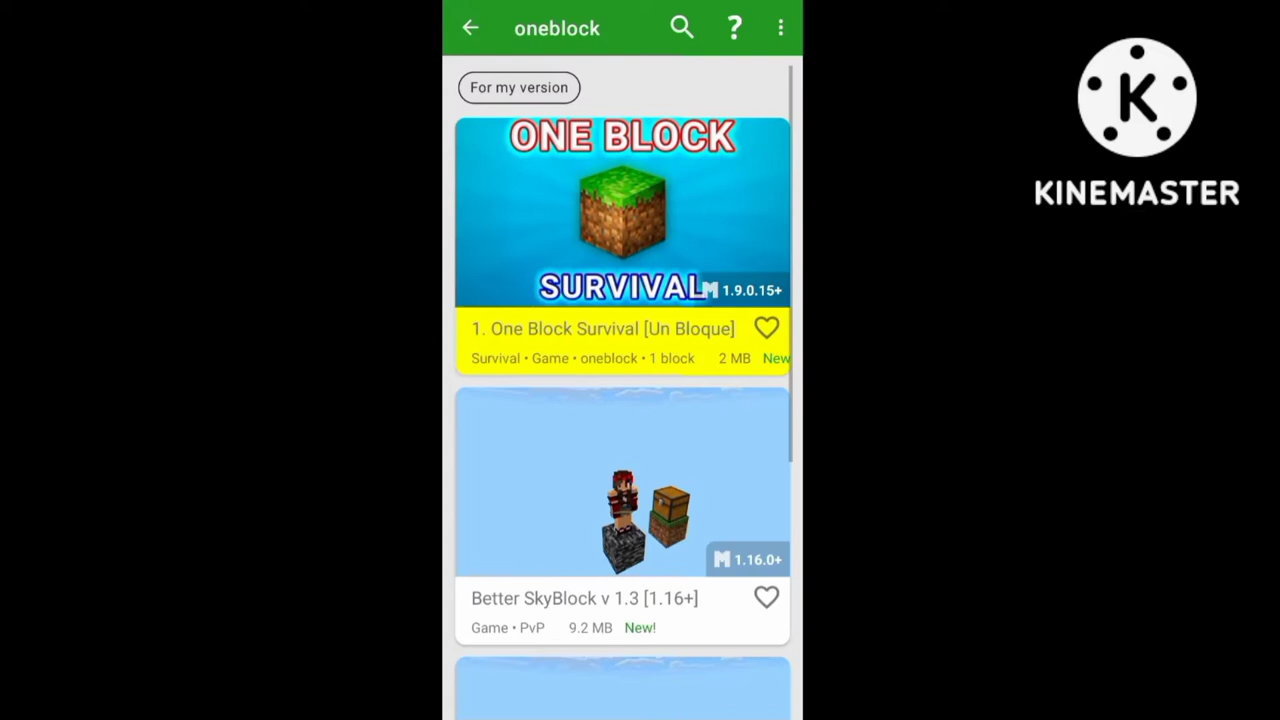 oneblock
?
K
KINEMASTER
For my version
ONE BLOCK
SURVIVAL
M 1.9.0.15+
1. One Block Survival [Un Bloque]
Survival • Game • oneblock • 1 block 2 MB New
M 1.16.0+
Better SkyBlock v 1.3 [1.16+]
Game • PvP 9.2 MB New!